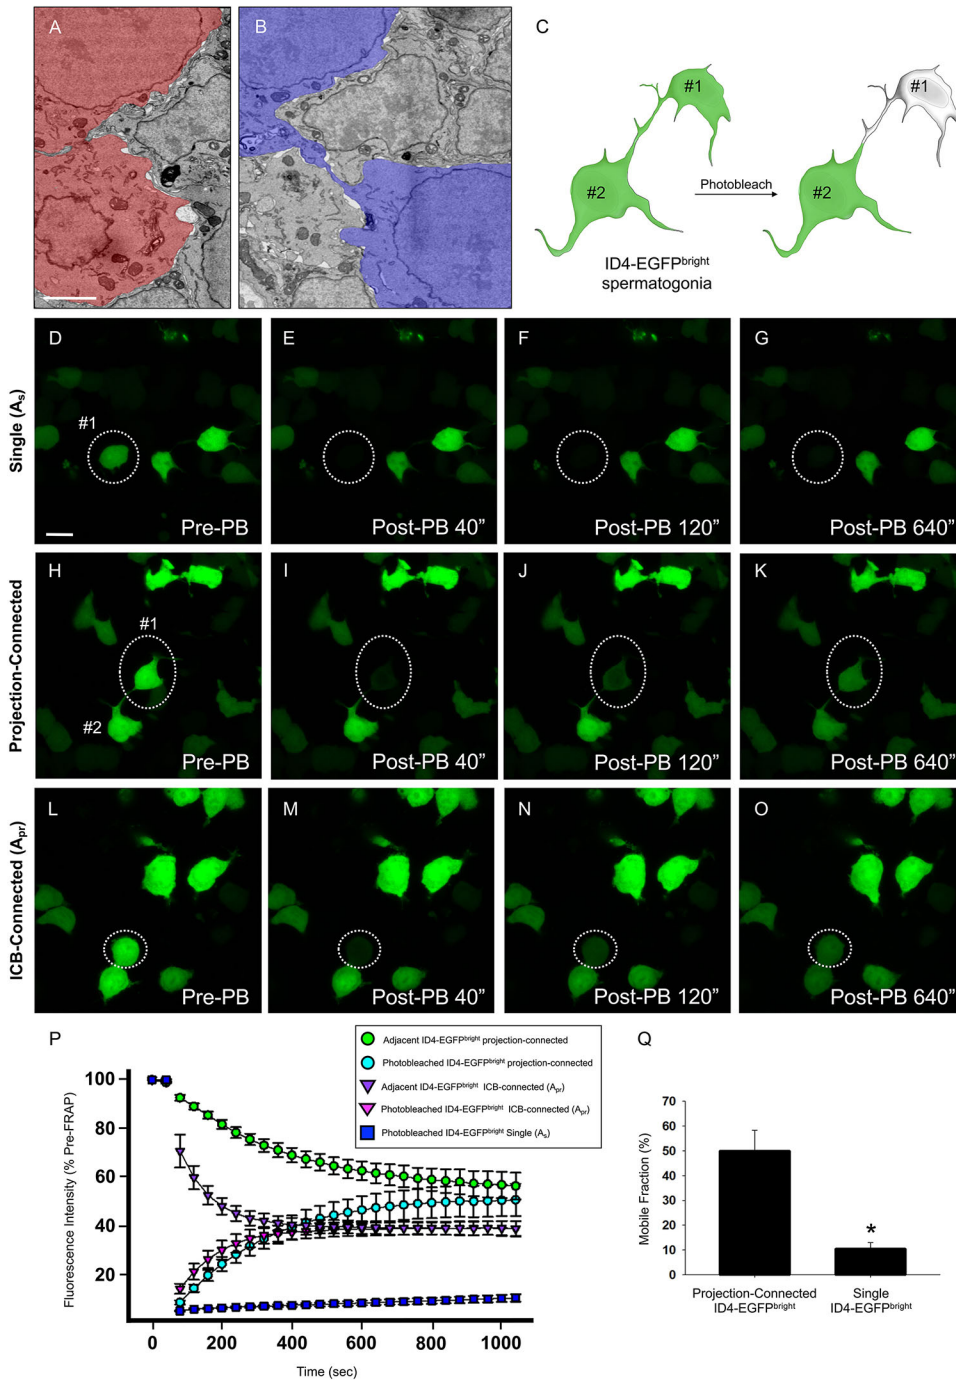 A
B
C
#1
#2
Photobleach
#1
#2
ID4-EGFPbright
spermatogonia
Single (As)
D
#1
Pre-PB
E
Post-PB 40”
F
Post-PB 120”
G
Post-PB 640”
Projection-Connected
H
#1
#2
Pre-PB
I
Post-PB 40”
J
Post-PB 120”
K
Post-PB 640”
ICB-Connected (Apr)
L
Pre-PB
M
Post-PB 40”
N
Post-PB 120”
O
Post-PB 640”
P
Adjacent ID4-EGFPbright projection-connected
Photobleached ID4-EGFPbright projection-connected
Adjacent ID4-EGFPbright ICB-connected (Apr)
Photobleached ID4-EGFPbright ICB-connected (Apr)
Photobleached ID4-EGFPbright Single (As)
Fluorescence Intensity (% Pre-FRAP)
100
80
60
40
20
0
200
400
600
800
1000
Time (sec)
Q
Mobile Fraction (%)
70
60
50
40
30
20
10
0
*
Projection-Connected
ID4-EGFPbright
Single
ID4-EGFPbright